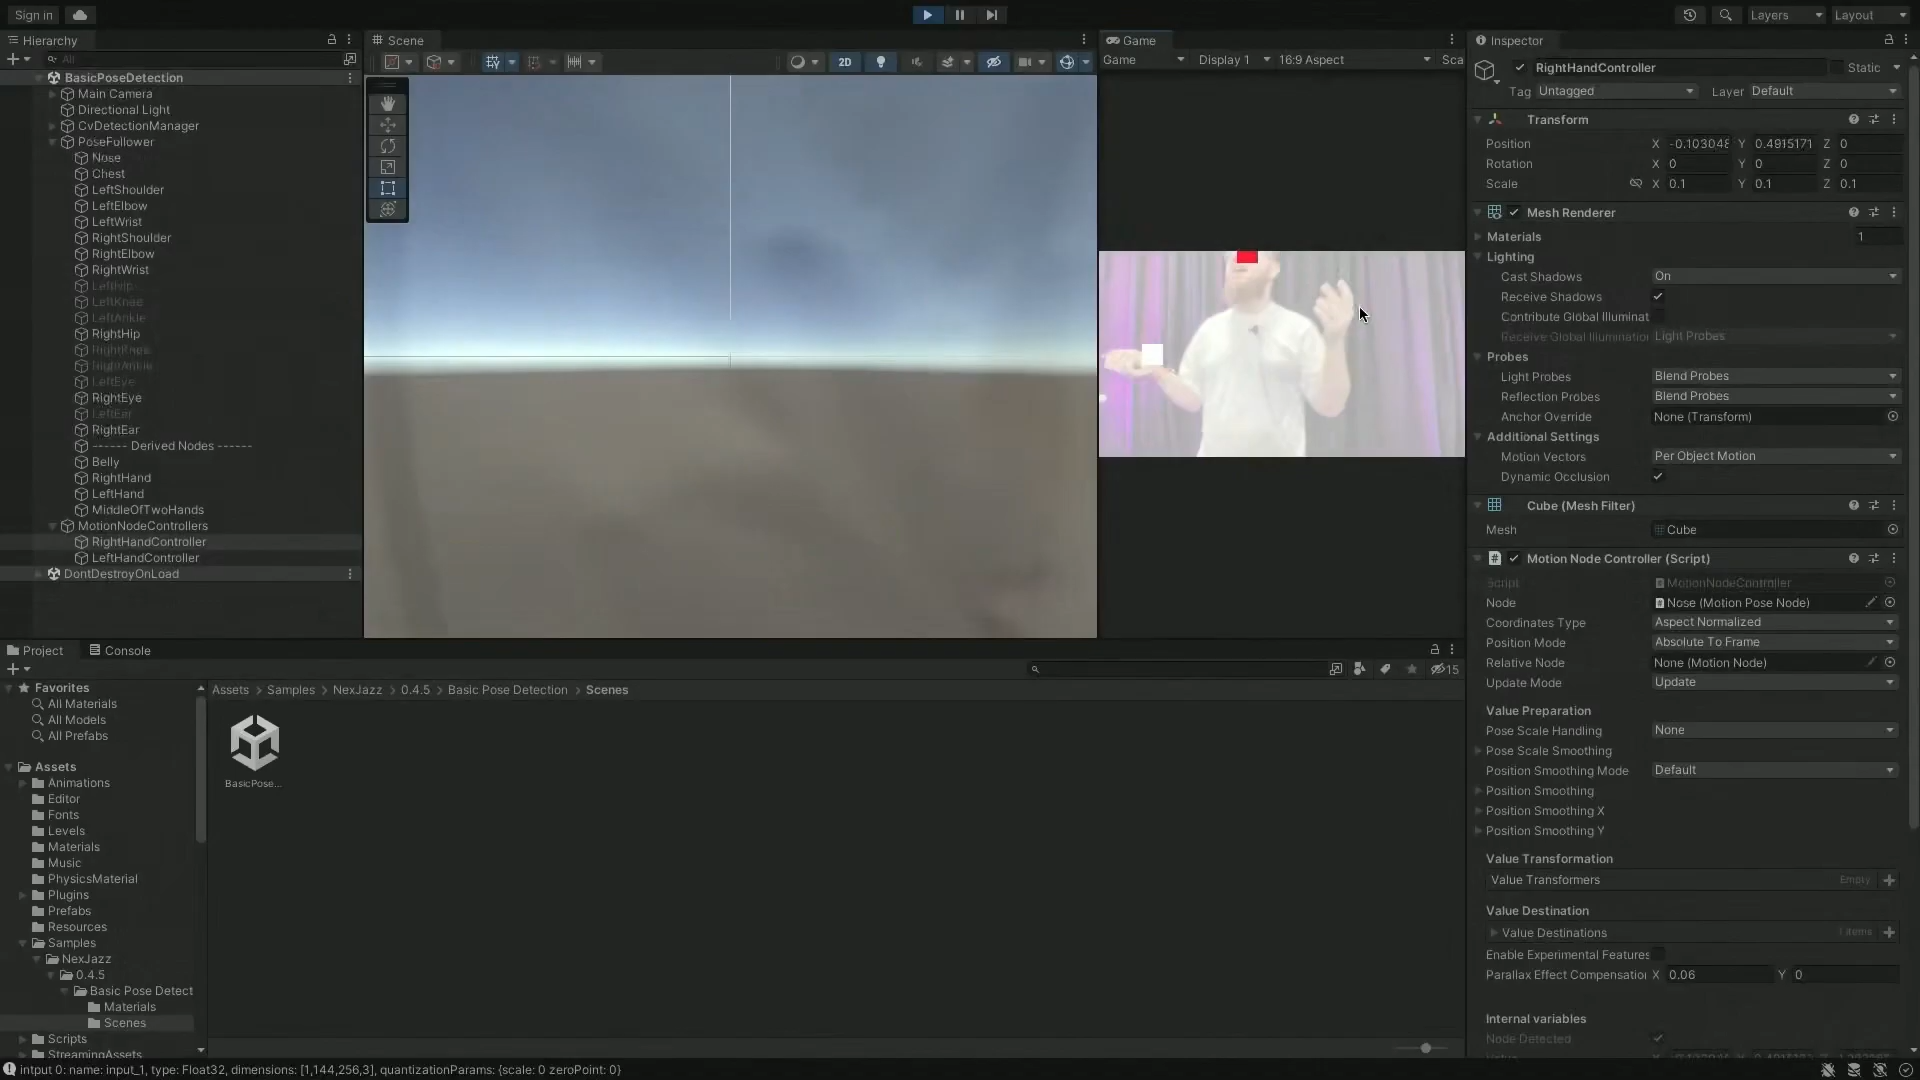 Sign in
Layers
Layout
Hierarchy
All
BasicPoseDetection
Main Camera
Directional Light
CvDetectionManager
PoseFollower
Nose
Chest
LeftShoulder
LeftElbow
LeftWrist
RightShoulder
RightElbow
RightWrist
LeftHip
LeftKnee
LeftAnkle
RightHip
RightKnee
RightAnkle
LeftEye
RightEye
LeftEar
RightEar
------ Derived Nodes ------
Belly
RightHand
LeftHand
MiddleOfTwoHands
MotionNodeControllers
RightHandController
LeftHandController
DontDestroyOnLoad
Scene
2D
Game
Game
Display 1
16:9 Aspect
Sca
Inspector
RightHandController
Static
Tag Untagged Layer Default
Transform
Position X -0.103048 Y 0.4915171 Z 0
Rotation X 0 Y 0 Z 0
Scale X 0.1 Y 0.1 Z 0.1
Mesh Renderer
Materials 1
Lighting
Cast Shadows On
Receive Shadows
Contribute Global Illuminat
Receive Global Illumination Light Probes
Probes
Light Probes Blend Probes
Reflection Probes Blend Probes
Anchor Override None (Transform)
Additional Settings
Motion Vectors Per Object Motion
Dynamic Occlusion
Cube (Mesh Filter)
Mesh Cube
Motion Node Controller (Script)
Script MotionNodeController
Node Nose (Motion Pose Node)
Coordinates Type Aspect Normalized
Position Mode Absolute To Frame
Relative Node None (Motion Node)
Update Mode Update
Value Preparation
Pose Scale Handling None
Pose Scale Smoothing
Position Smoothing Mode Default
Position Smoothing
Position Smoothing X
Position Smoothing Y
Value Transformation
Value Transformers Empty
Value Destination
Value Destinations 1 items
Enable Experimental Features
Parallax Effect Compensatio X 0.06 Y 0
Internal variables
Node Detected
Project
Console
15
Favorites
All Materials
All Models
All Prefabs
Assets
Animations
Editor
Fonts
Levels
Materials
Music
PhysicsMaterial
Plugins
Prefabs
Resources
Samples
NexJazz
0.4.5
Basic Pose Detect
Materials
Scenes
Scripts
StreamingAssets
Assets > Samples > NexJazz > 0.4.5 > Basic Pose Detection > Scenes
BasicPose...
intput 0: name: input_1, type: Float32, dimensions: [1,144,256,3], quantizationParams: {scale: 0 zeroPoint: 0}